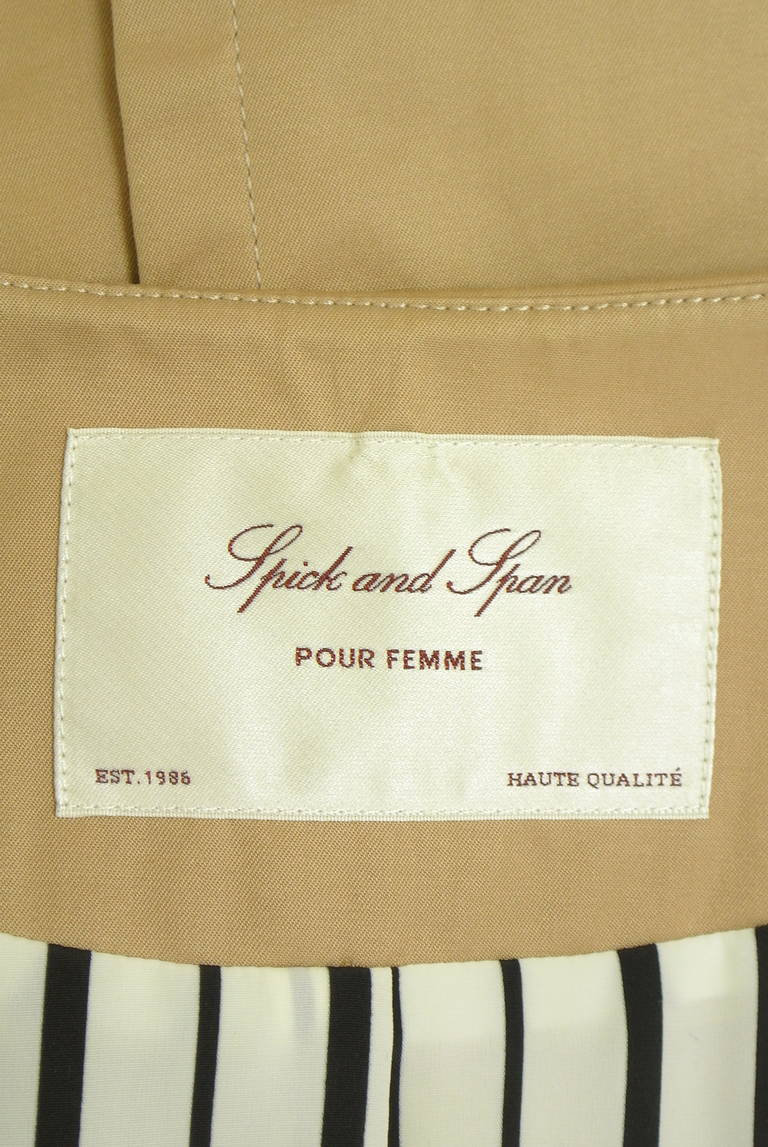 Spick and Span
POUR FEMME
EST.1986
HAUTE QUALITÉ